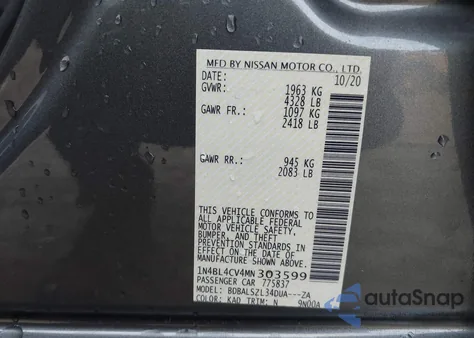 MFD BY NISSAN MOTOR CO., LTD.
DATE: 10/20
GVWR: 1963 KG
4328 LB
GAWR FR.: 1097 KG
2418 LB
GAWR RR.: 945 KG
2083 LB
THIS VEHICLE CONFORMS TO
ALL APPLICABLE FEDERAL
MOTOR VEHICLE SAFETY,
BUMPER, AND THEFT
PREVENTION STANDARDS IN
EFFECT ON THE DATE OF
MANUFACTURE SHOWN ABOVE.
1N4BL4CV4MN303599
PASSENGER CAR 775837
MODEL: BDBALSZL34DUA---ZA
COLOR: KAD TRIM: N 9N00A
autoSnap